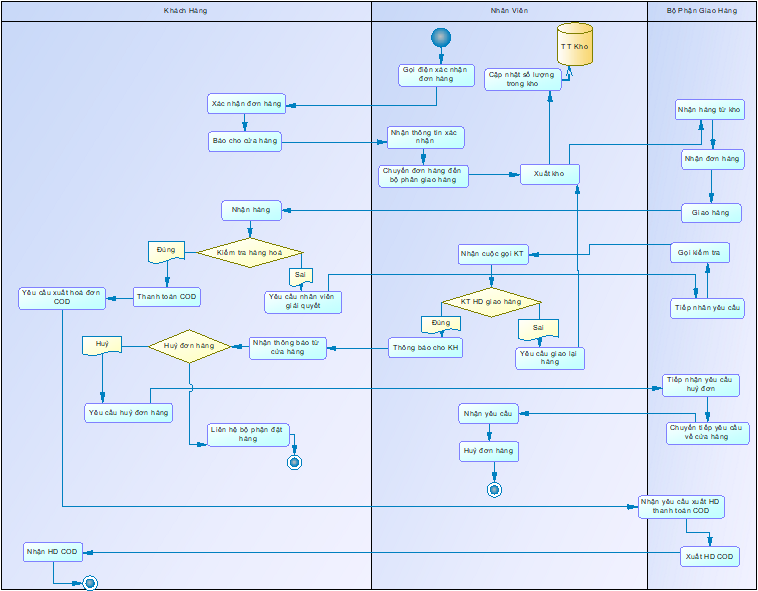 Khách Hàng
Nhân Viên
Bộ Phận Giao Hàng
TT Kho
Gọi điện xác nhận
đơn hàng
Cập nhật số lượng
trong kho
Xác nhận đơn hàng
Nhận hàng từ kho
Báo cho cửa hàng
Nhận thông tin xác
nhận
Nhận đơn hàng
Chuyển đơn hàng đến
bộ phận giao hàng
Xuất kho
Nhận hàng
Giao hàng
Đúng
Kiểm tra hàng hoá
Sai
Nhận cuộc gọi KT
Gọi kiểm tra
Yêu cầu xuất hoá đơn
COD
Thanh toán COD
Yêu cầu nhân viên
giải quyết
KT HD giao hàng
Tiếp nhận yêu cầu
Đúng
Sai
Huỷ
Huỷ đơn hàng
Nhận thông báo từ
cửa hàng
Thông báo cho KH
Yêu cầu giao lại
hàng
Tiếp nhận yêu cầu
huỷ đơn
Yêu cầu huỷ đơn hàng
Nhận yêu cầu
Liên hệ bộ phận đặt
hàng
Chuyển tiếp yêu cầu
về cửa hàng
Huỷ đơn hàng
Nhận yêu cầu xuất HD
thanh toán COD
Nhận HD COD
Xuất HD COD